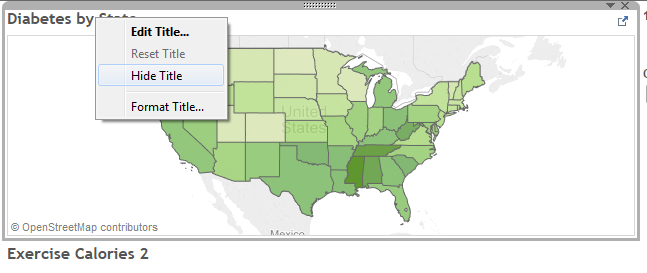 Diabetes by State
Edit Title...
Reset Title
Hide Title
Format Title...
United
States
Mexico
© OpenStreetMap contributors
Exercise Calories 2